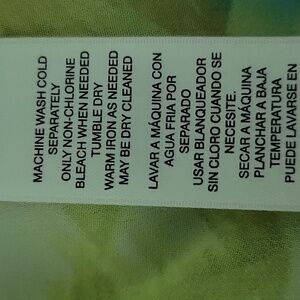 MACHINE WASH COLD
SEPARATELY
ONLY NON-CHLORINE
BLEACH WHEN NEEDED
TUMBLE DRY
WARM IRON AS NEEDED
MAY BE DRY CLEANED
LAVAR A MÁQUINA CON
AGUA FRIA POR
SEPARADO
USAR BLANQUEADOR
SIN CLORO CUANDO SE
NECESITE.
SECAR A MÁQUINA
PLANCHAR A BAJA
TEMPERATURA
PUEDE LAVARSE EN